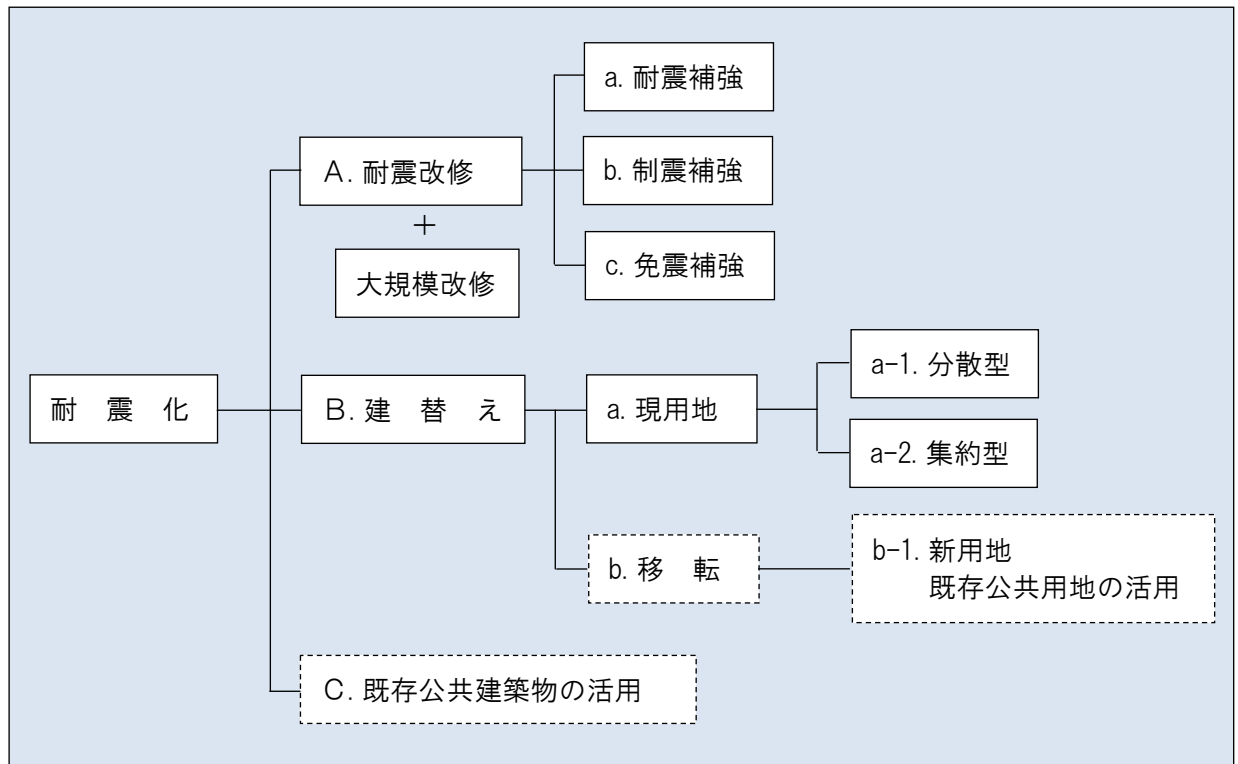 耐 震 化
A. 耐震改修
＋
大規模改修
a. 耐震補強
b. 制震補強
c. 免震補強
B. 建 替 え
a. 現用地
a-1. 分散型
a-2. 集約型
b. 移 転
b-1. 新用地
既存公共用地の活用
C. 既存公共建築物の活用